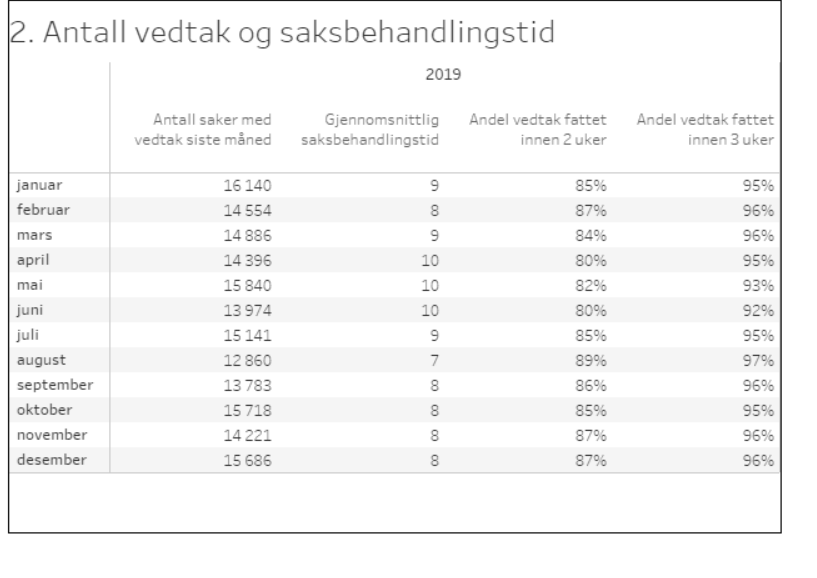 2. Antall vedtak og saksbehandlingstid
2019
Antall saker med vedtak siste måned Gjennomsnittlig saksbehandlingstid Andel vedtak fattet innen 2 uker Andel vedtak fattet innen 3 uker
januar 16 140 9 85% 95%
februar 14 554 8 87% 96%
mars 14 886 9 84% 96%
april 14 396 10 80% 95%
mai 15 840 10 82% 93%
juni 13 974 10 80% 92%
juli 15 141 9 85% 95%
august 12 860 7 89% 97%
september 13 783 8 86% 96%
oktober 15 718 8 85% 95%
november 14 221 8 87% 96%
desember 15 686 8 87% 96%